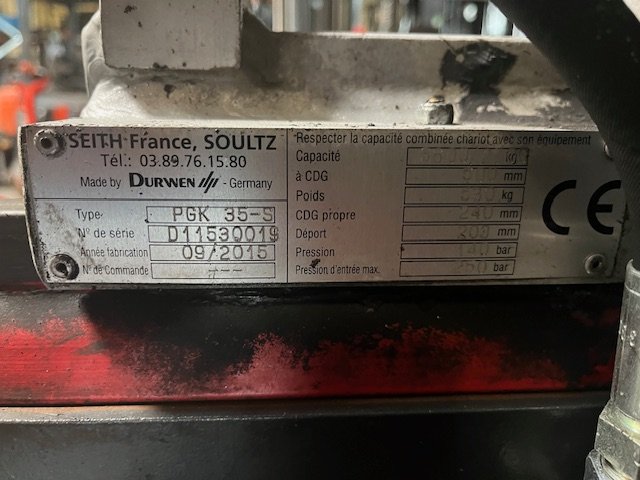 SEITH France, SOULTZ
Tél.: 03.89.76.15.80
Made by DURWEN - Germany
Type PGK 35-S
N° de série D11530019
Année fabrication 09/2015
N° de Commande ---
Respecter la capacité combinée chariot avec son équipement
Capacité kg
à CDG mm
Poids kg
CDG propre 240 mm
Déport 203 mm
Pression bar
Pression d'entrée max. bar
CE